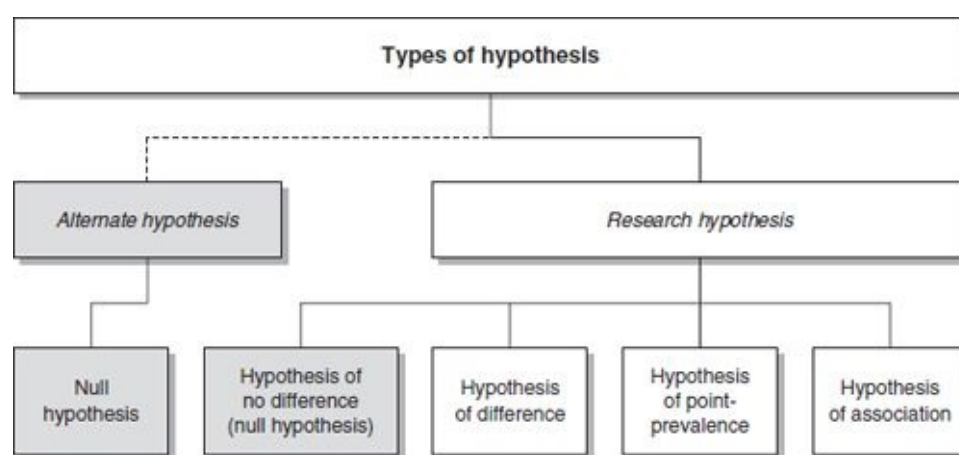 Types of hypothesis
Alternate hypothesis
Research hypothesis
Null
hypothesis
Hypothesis of
no difference
(null hypothesis)
Hypothesis
of difference
Hypothesis
of point-
prevalence
Hypothesis
of association